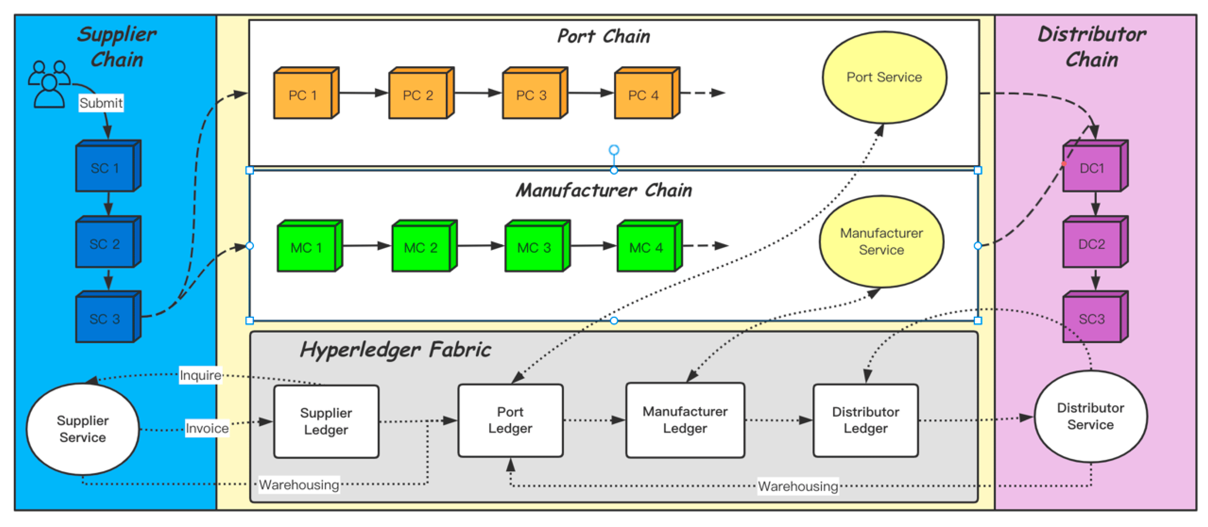 Supplier
Chain
Submit
SC 1
SC 2
SC 3
Supplier
Service
Inquire
Invoice
Warehousing
Port Chain
PC 1
PC 2
PC 3
PC 4
Port Service
Manufacturer Chain
MC 1
MC 2
MC 3
MC 4
Manufacturer
Service
Hyperledger Fabric
Supplier
Ledger
Port
Ledger
Manufacturer
Ledger
Distributor
Ledger
Warehousing
Distributor
Chain
DC1
DC2
SC3
Distributor
Service